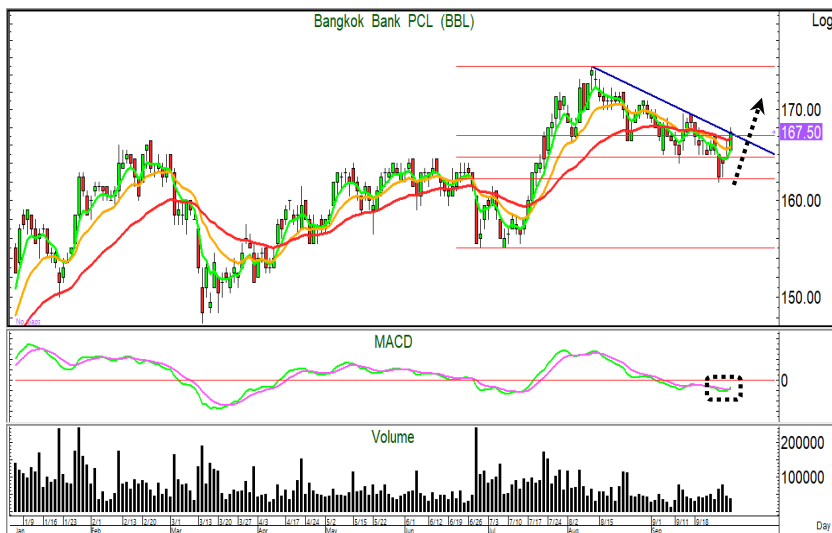 Bangkok Bank PCL (BBL)
Log
170.00
167.50
160.00
150.00
No gaps
MACD
0
Volume
200000
100000
1/9 1/16 1/23 2/1 2/13 2/20 3/1 3/13 3/20 3/27 4/3 4/17 4/24 5/2 5/15 5/22 6/1 6/12 6/19 6/26 7/3 7/10 7/17 7/24 8/2 8/15 9/1 9/11 9/18
Jan Feb Mar Apr May Jun Jul Aug Sep
Day